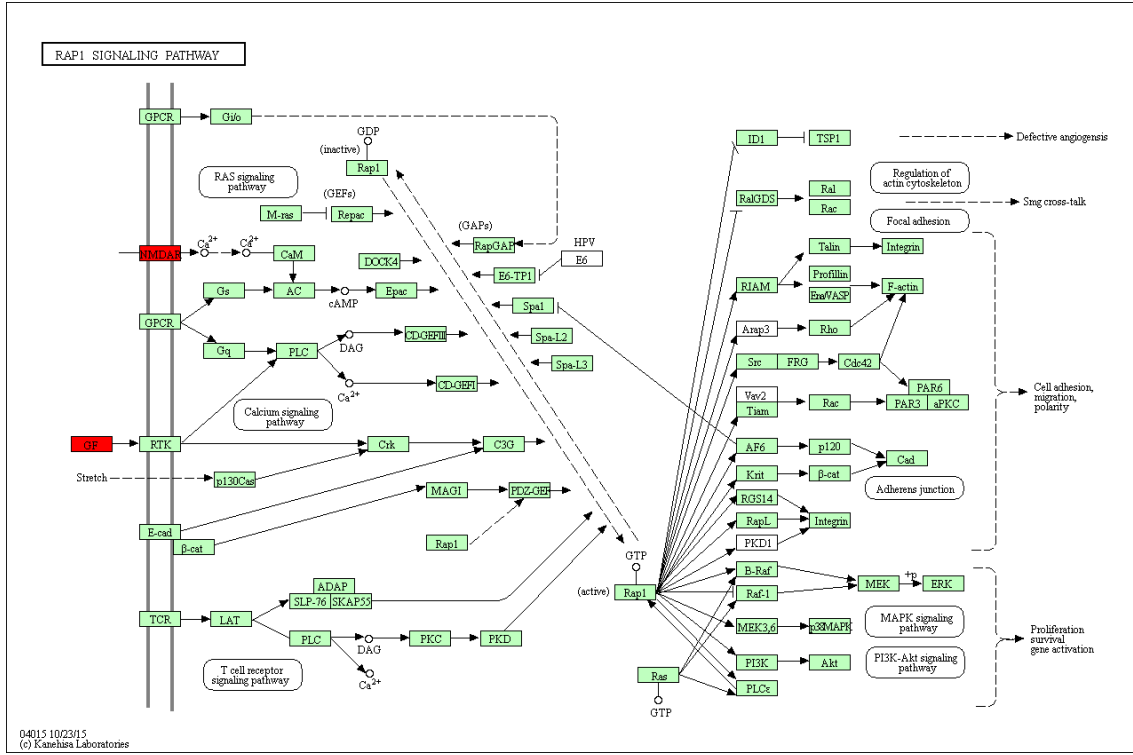 RAP1 SIGNALING PATHWAY
GPCR
Gi/o
GDP
(inactive)
Rap1
RAS signaling
pathway
(GEFs)
M-ras
Repac
(GAPs)
RapGAP
HPV
E6
E6-TP1
NMDAR
Ca2+
Ca2+
CaM
DOCK4
Gs
AC
cAMP
Epac
Spa1
GPCR
Gq
PLC
DAG
CD-GEFIII
Spa-L2
Spa-L3
Ca2+
CD-GEFI
Calcium signaling
pathway
GF
RTK
Crk
C3G
Stretch
p130Cas
MAGI
PDZ-GEF
E-cad
β-cat
Rap1
GTP
(active)
Rap1
ADAP
SLP-76
SKAP55
TCR
LAT
PLC
DAG
PKC
PKD
Ca2+
T cell receptor
signaling pathway
Ras
GTP
ID1
TSP1
Defective angiogensis
Regulation of
actin cytoskeleton
RalGDS
Ral
Rac
Smg cross-talk
Focal adhesion
Talin
Integrin
RIAM
Profillin
Ena/VASP
F-actin
Arap3
Rho
Src
FRG
Cdc42
PAR6
PAR3
aPKC
Vav2
Tiam
Rac
Cell adhesion,
migration,
polarity
AF6
p120
Cad
Krit
β-cat
Adherens junction
RGS14
RapL
Integrin
PKD1
B-Raf
Raf-1
MEK
+p
ERK
MEK3,6
p38MAPK
MAPK signaling
pathway
PI3K
Akt
PI3K-Akt signaling
pathway
PLCε
Proliferation
survival
gene activation
04015 10/23/15
(c) Kanehisa Laboratories